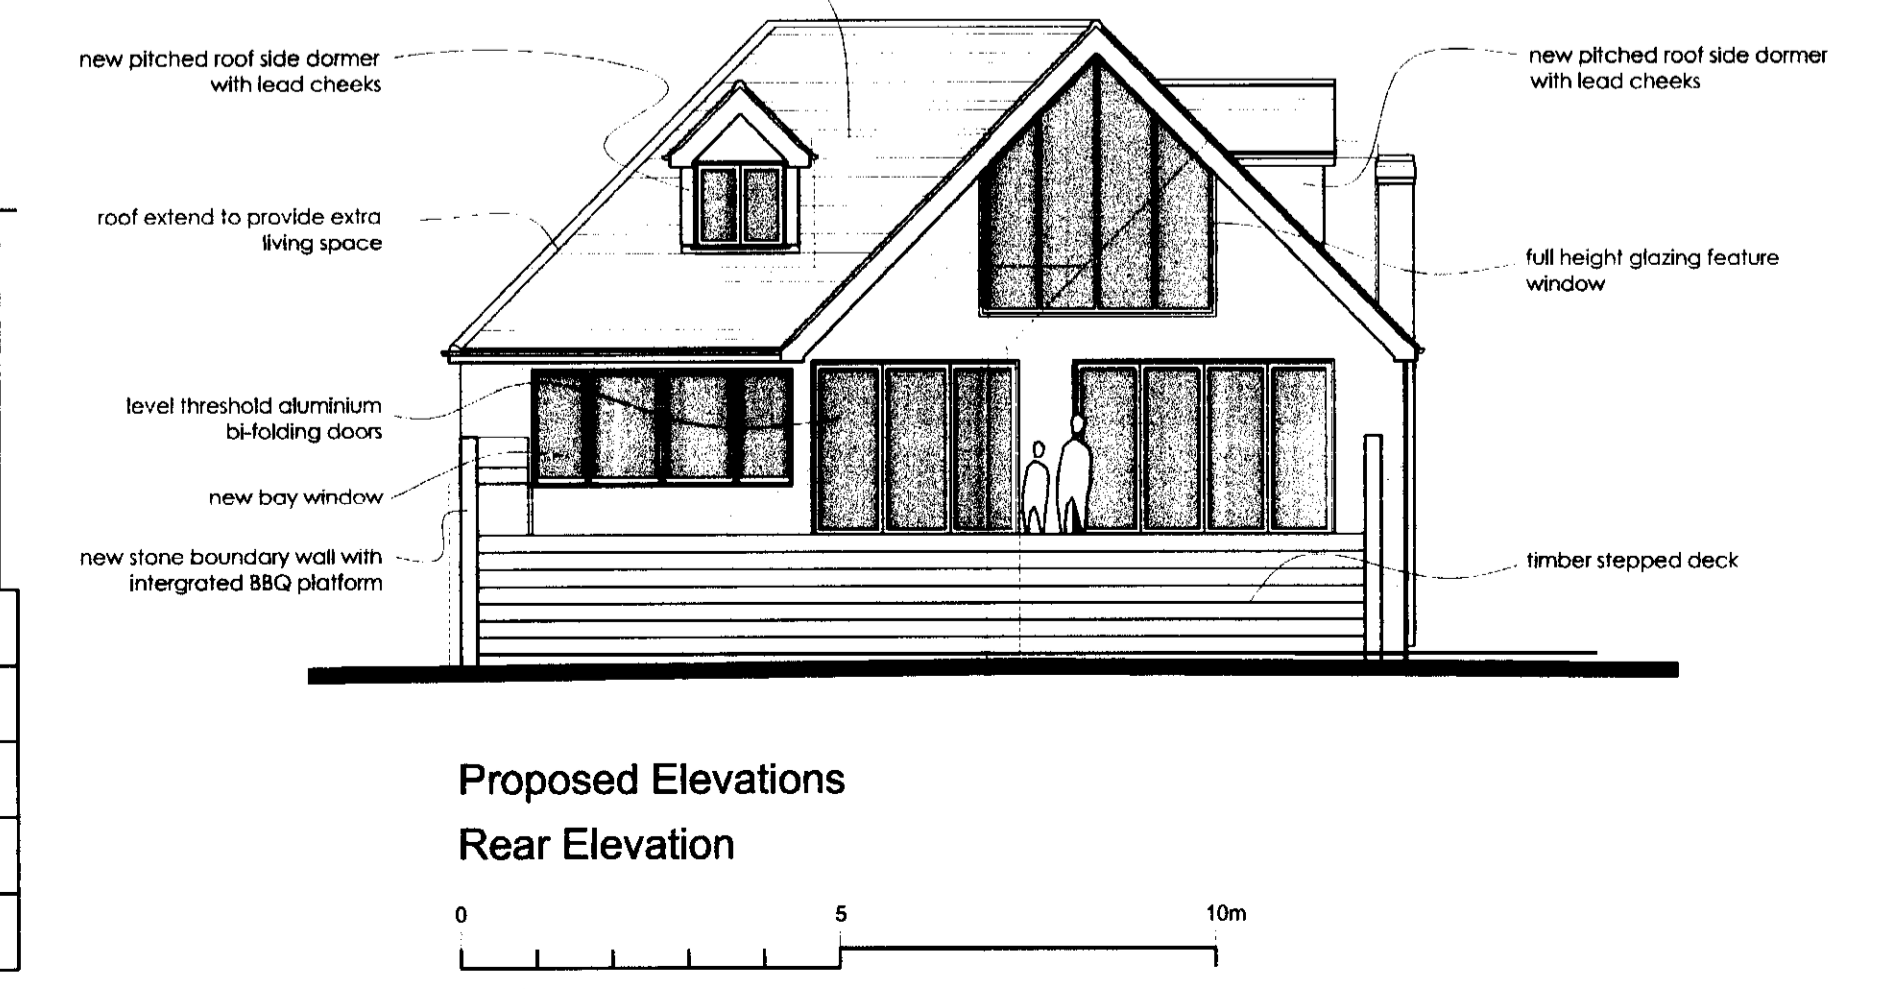 new pitched roof side dormer
with lead cheeks
roof extend to provide extra
living space
level threshold aluminium
bi-folding doors
new bay window
new stone boundary wall with
intergrated BBQ platform
new pitched roof side dormer
with lead cheeks
full height glazing feature
window
timber stepped deck
Proposed Elevations
Rear Elevation
0 5 10m